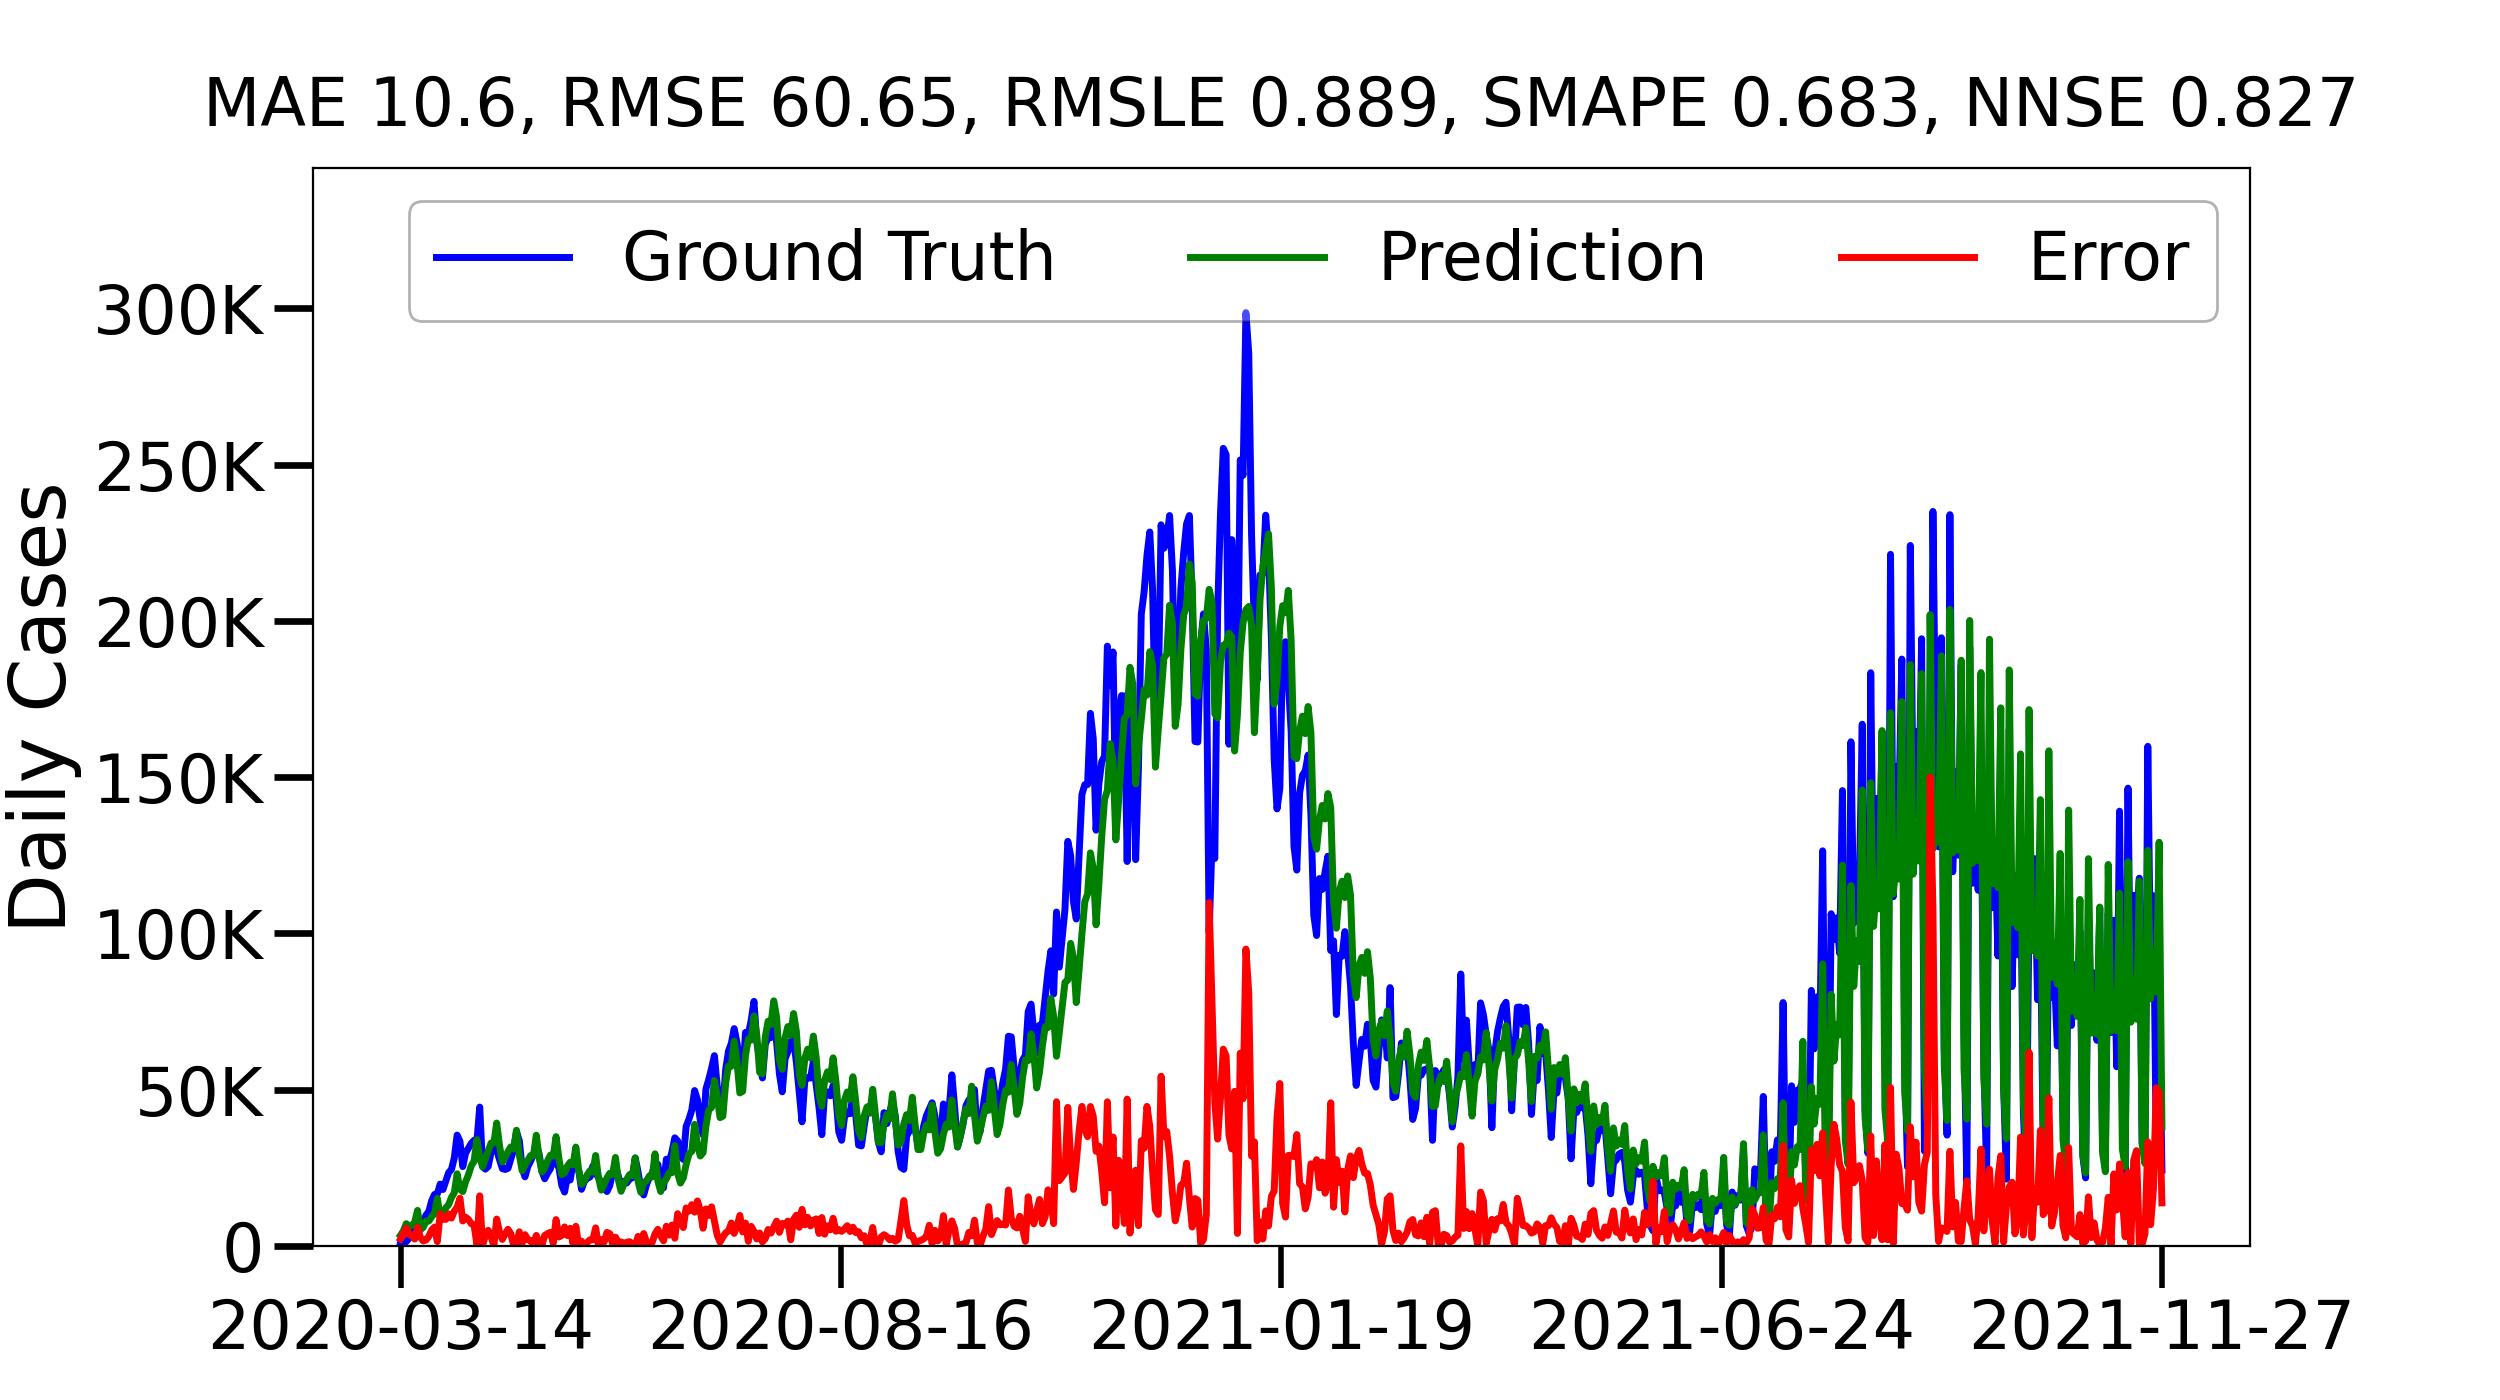 MAE 10.6, RMSE 60.65, RMSLE 0.889, SMAPE 0.683, NNSE 0.827
Ground Truth Prediction Error
Daily Cases
300K
250K
200K
150K
100K
50K
0
2020-03-14 2020-08-16 2021-01-19 2021-06-24 2021-11-27